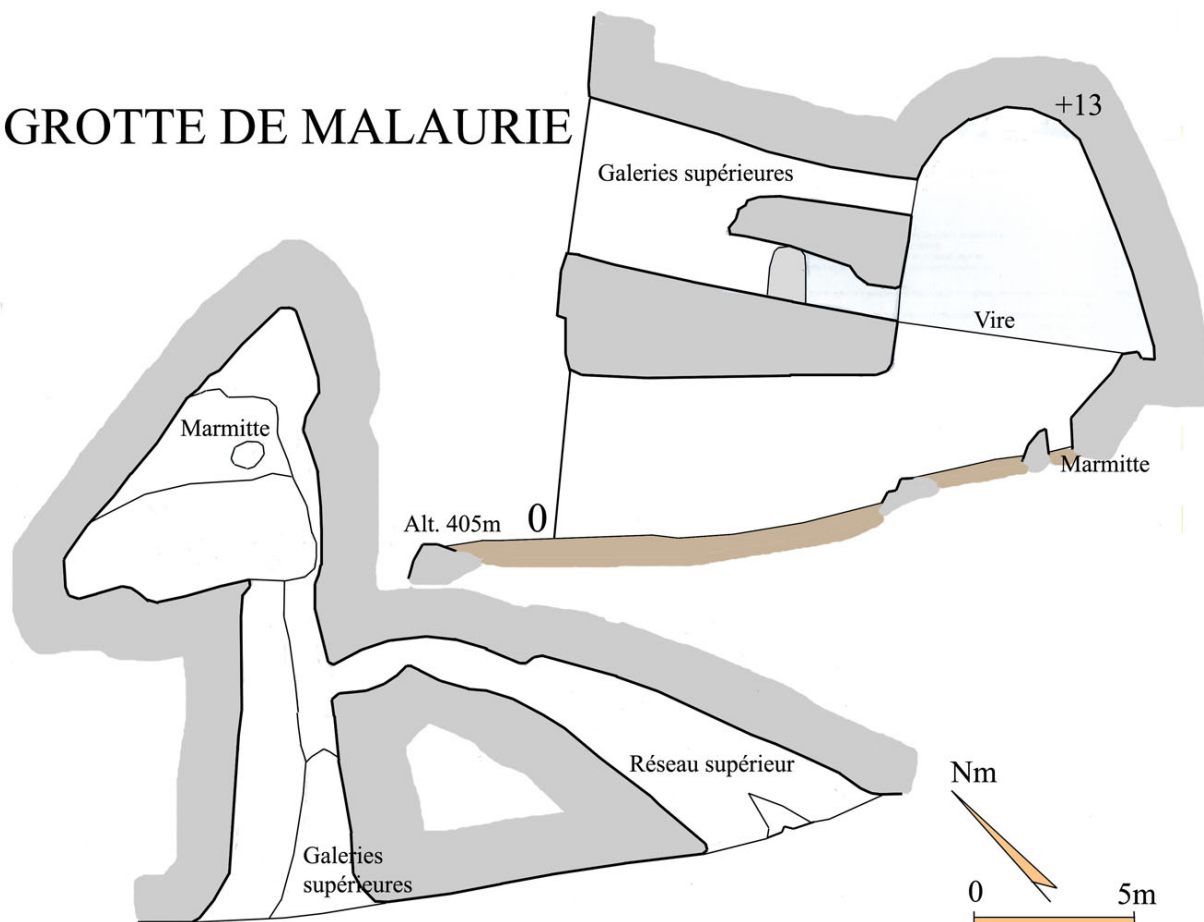 GROTTE DE MALAURIE
+13
Galeries supérieures
Vire
Marmitte
Marmitte
Alt. 405m
0
Réseau supérieur
Galeries
supérieures
Nm
0 5m